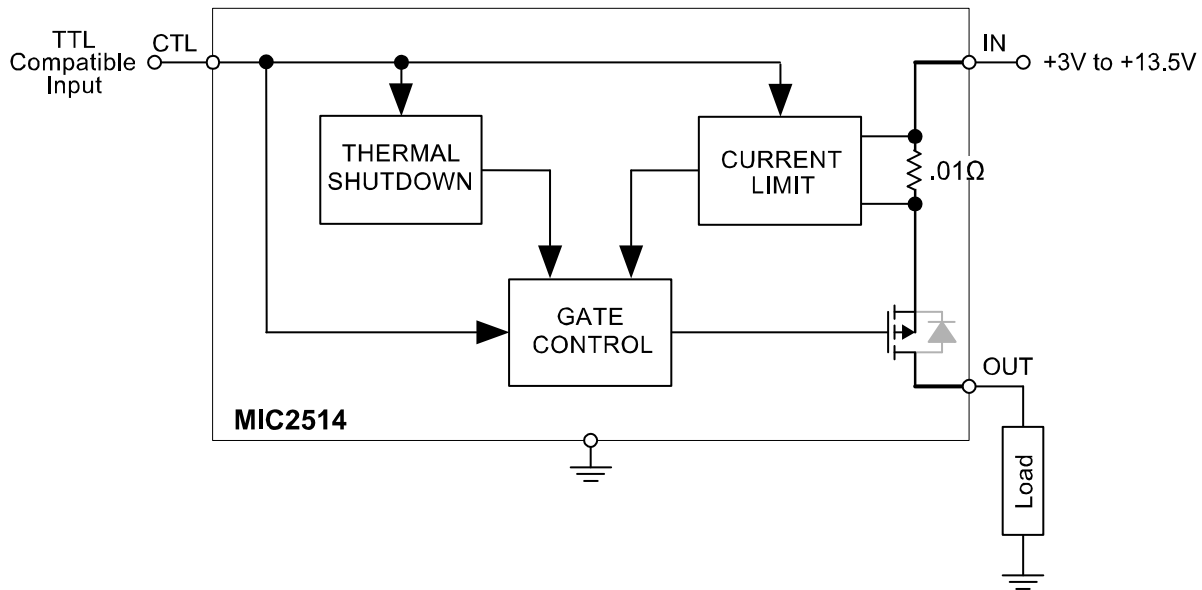 TTL
Compatible
Input
CTL
IN
+3V to +13.5V
THERMAL
SHUTDOWN
CURRENT
LIMIT
.01Ω
GATE
CONTROL
OUT
MIC2514
Load